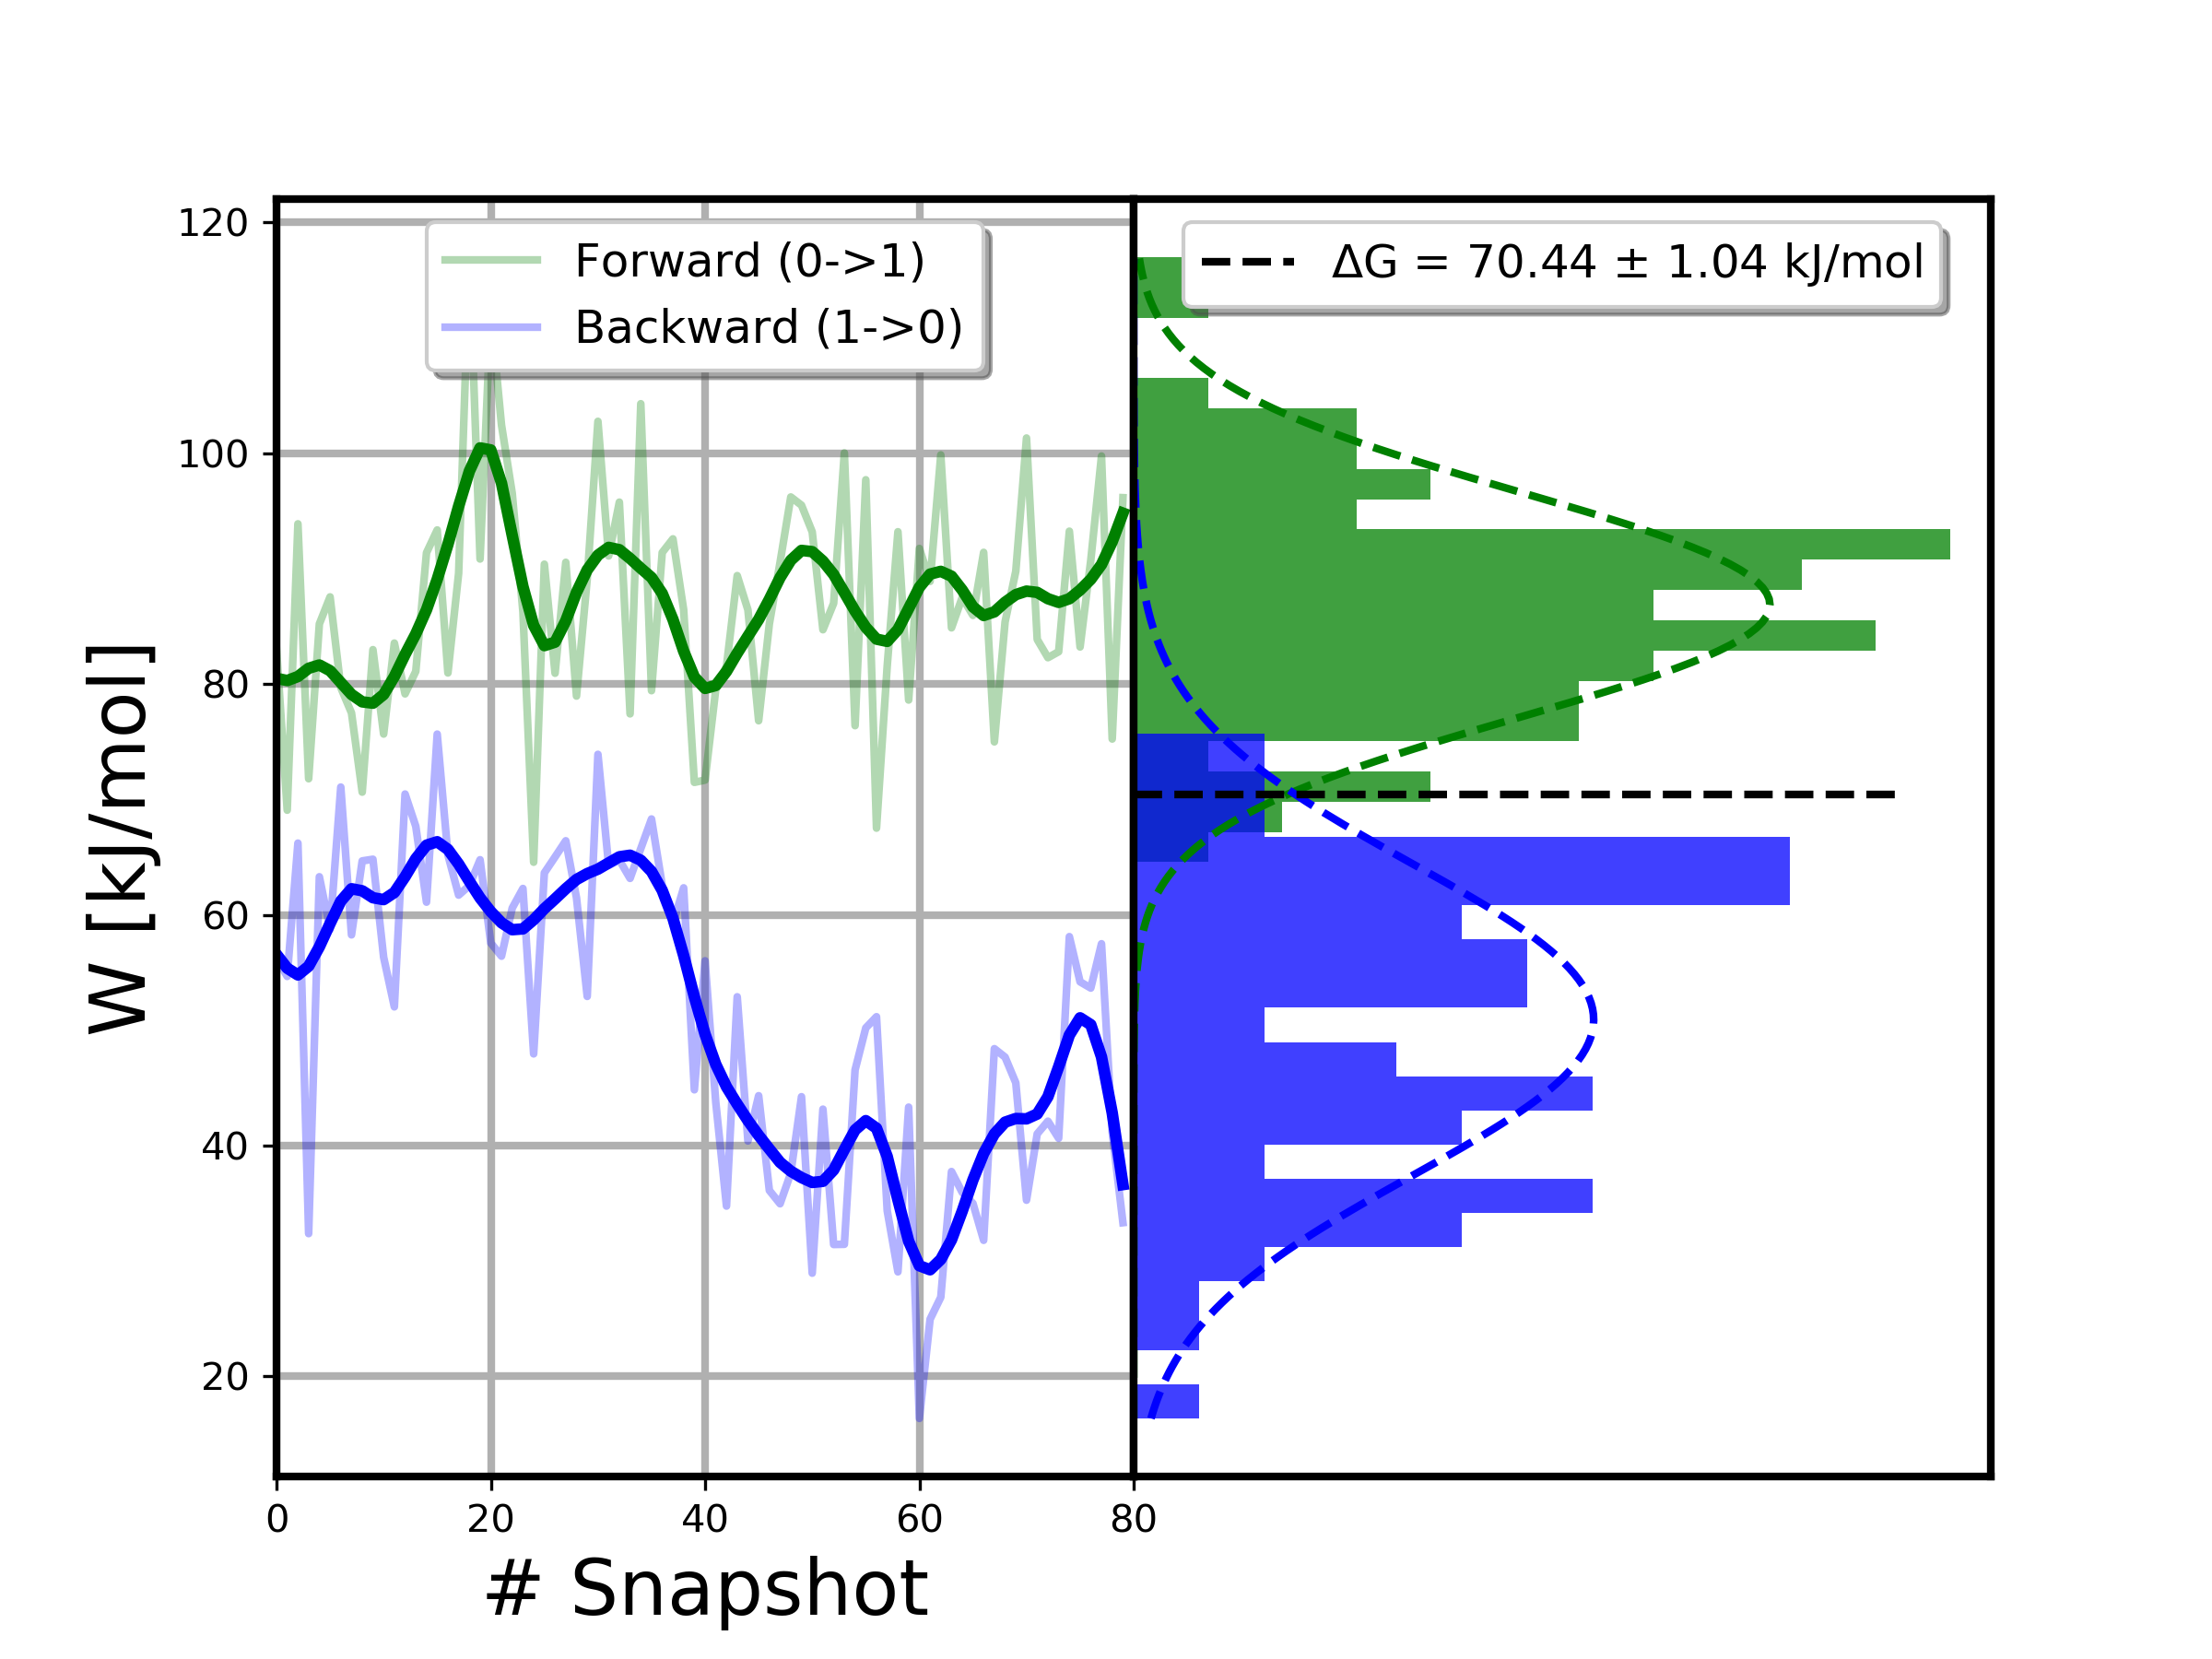 Forward (0->1)
Backward (1->0)
ΔG = 70.44 ± 1.04 kJ/mol
W [kJ/mol]
120
100
80
60
40
20
0 20 40 60 80
# Snapshot